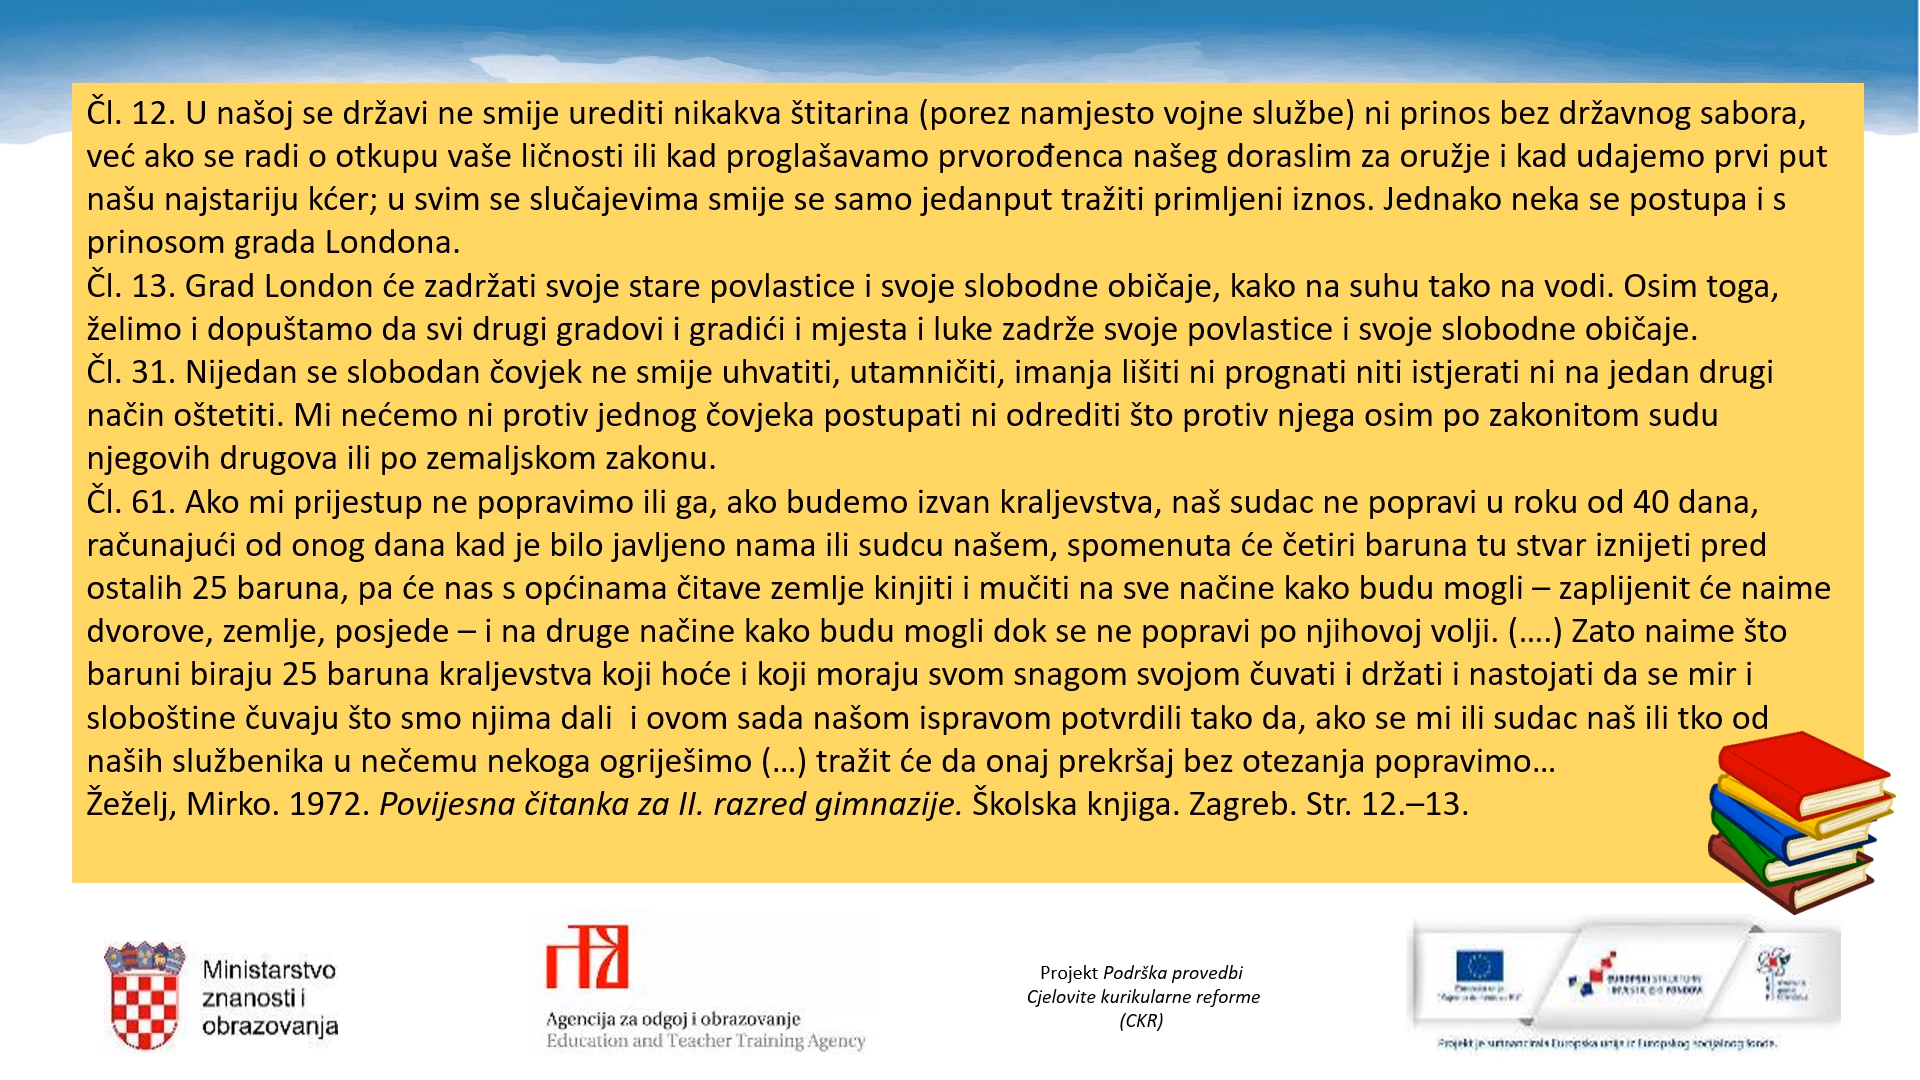 Čl. 12. U našoj se državi ne smije urediti nikakva štitarina (porez namjesto vojne službe) ni prinos bez državnog sabora,
već ako se radi o otkupu vaše ličnosti ili kad proglašavamo prvorođenca našeg doraslim za oružje i kad udajemo prvi put
našu najstariju kćer; u svim se slučajevima smije se samo jedanput tražiti primljeni iznos. Jednako neka se postupa i s
prinosom grada Londona.
Čl. 13. Grad London će zadržati svoje stare povlastice i svoje slobodne običaje, kako na suhu tako na vodi. Osim toga,
želimo i dopuštamo da svi drugi gradovi i gradići i mjesta i luke zadrže svoje povlastice i svoje slobodne običaje.
Čl. 31. Nijedan se slobodan čovjek ne smije uhvatiti, utamničiti, imanja lišiti ni prognati niti istjerati ni na jedan drugi
način oštetiti. Mi nećemo ni protiv jednog čovjeka postupati ni odrediti što protiv njega osim po zakonitom sudu
njegovih drugova ili po zemaljskom zakonu.
Čl. 61. Ako mi prijestup ne popravimo ili ga, ako budemo izvan kraljevstva, naš sudac ne popravi u roku od 40 dana,
računajući od onog dana kad je bilo javljeno nama ili sudcu našem, spomenuta će četiri baruna tu stvar iznijeti pred
ostalih 25 baruna, pa će nas s općinama čitave zemlje kinjiti i mučiti na sve načine kako budu mogli – zaplijenit će naime
dvorove, zemlje, posjede – i na druge načine kako budu mogli dok se ne popravi po njihovoj volji. (….) Zato naime što
baruni biraju 25 baruna kraljevstva koji hoće i koji moraju svom snagom svojom čuvati i držati i nastojati da se mir i
sloboštine čuvaju što smo njima dali  i ovom sada našom ispravom potvrdili tako da, ako se mi ili sudac naš ili tko od
naših službenika u nečemu nekoga ogriješimo (…) tražit će da onaj prekršaj bez otezanja popravimo…
Žeželj, Mirko. 1972. Povijesna čitanka za II. razred gimnazije. Školska knjiga. Zagreb. Str. 12.–13.
Ministarstvo
znanosti i
obrazovanja
Agencija za odgoj i obrazovanje
Education and Teacher Training Agency
Projekt Podrška provedbi
Cjelovite kurikularne reforme
(CKR)
EUROPSKI STRUKTURNI
I INVESTICIJSKI FONDOVI
Projekt je sufinancirala Europska unija iz Europskog socijalnog fonda.